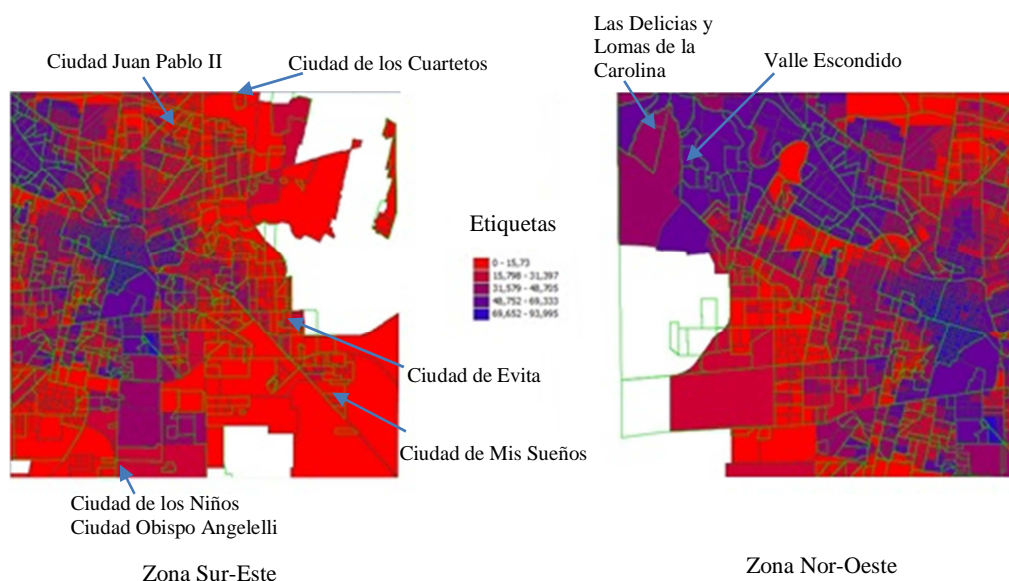 Ciudad Juan Pablo II
Ciudad de los Cuartetos
Las Delicias y
Lomas de la
Carolina
Valle Escondido
Etiquetas
0 - 15,73
15,798 - 31,397
31,579 - 48,705
48,752 - 69,333
69,652 - 93,995
Ciudad de Evita
Ciudad de Mis Sueños
Ciudad de los Niños
Ciudad Obispo Angelelli
Zona Sur-Este
Zona Nor-Oeste